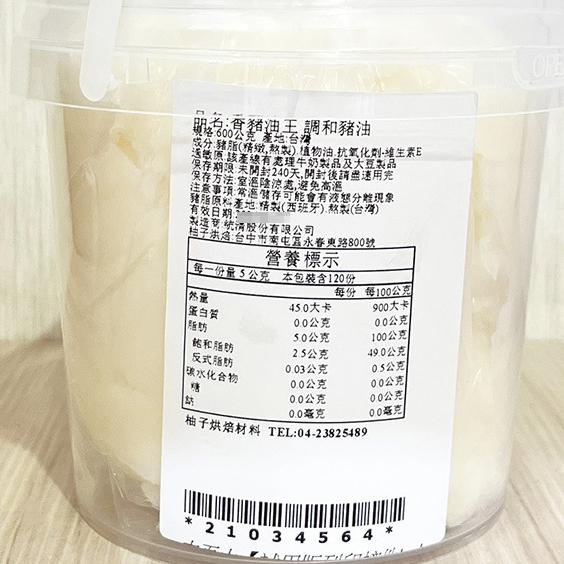 OPE
品名:香豬油王 調和豬油
規格:600公克 產地:台灣
成分:豬脂(精緻,熬製) 植物油 抗氧化劑-維生素E
過敏原:該產線有處理牛奶製品及大豆製品
保存期限:未開封240天,開封後請盡速用完
保存方法:室溫陰涼處,避免高溫
注意事項:常溫儲存可能會有液態分離現象
豬脂原料產地:精製(西班牙).熬製(台灣)
有效日期:
製造商:統清股份有限公司
柚子烘焙:台中市南屯區永春東路800號
營養標示
每一份量 5 公克 本包裝含120份
每份 每100公克
熱量 45.0大卡 900大卡
蛋白質 0.0公克 0.0公克
脂肪 5.0公克 100公克
飽和脂肪 2.5公克 49.0公克
反式脂肪 0.03公克 0.5公克
碳水化合物 0.0公克 0.0公克
糖 0.0公克 0.0公克
鈉 0.0毫克 0.0毫克
柚子烘焙材料 TEL:04-23825489
*21034564*